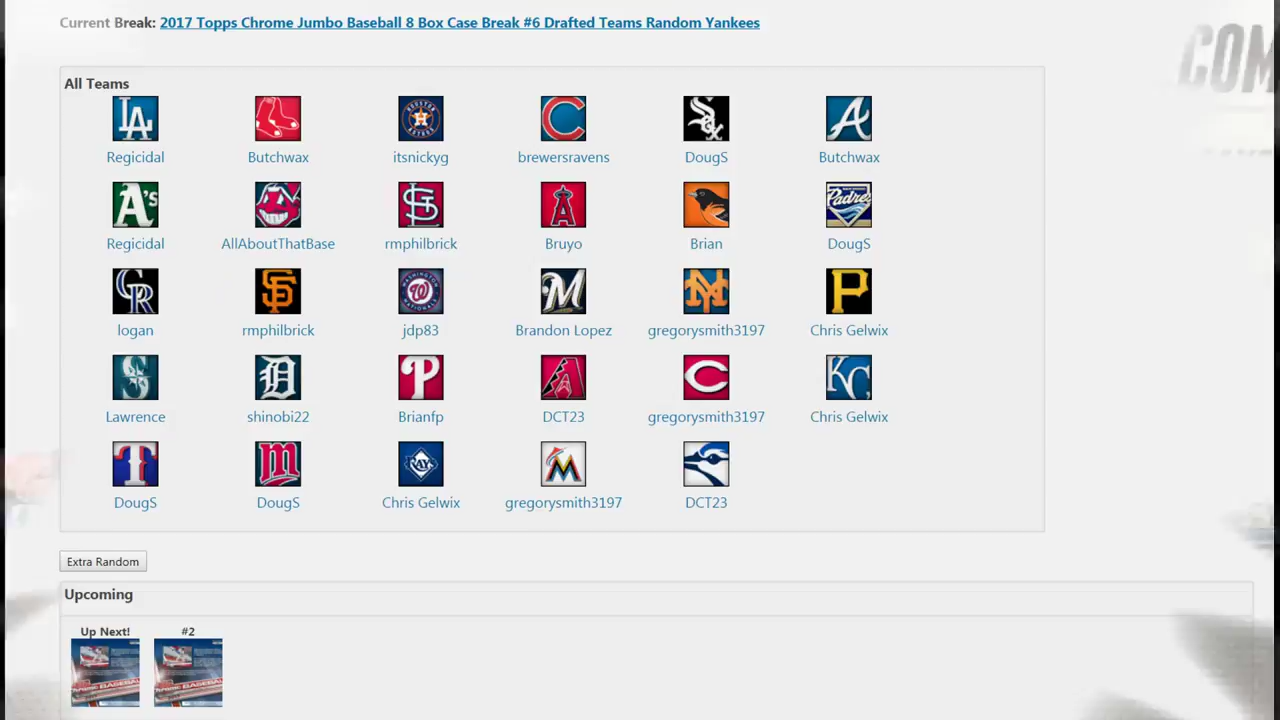 Current Break: 2017 Topps Chrome Jumbo Baseball 8 Box Case Break #6 Drafted Teams Random Yankees
COM
All Teams
Regicidal Butchwax itsnickyg brewersravens DougS Butchwax
Regicidal AllAboutThatBase rmphilbrick Bruyo Brian DougS
logan rmphilbrick jdp83 Brandon Lopez gregorysmith3197 Chris Gelwix
Lawrence shinobi22 Brianfp DCT23 gregorysmith3197 Chris Gelwix
DougS DougS Chris Gelwix gregorysmith3197 DCT23
Extra Random
Upcoming
Up Next! #2